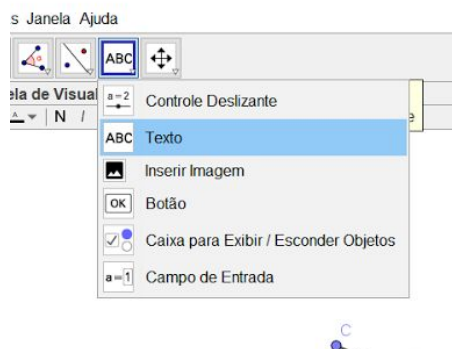 s Janela Ajuda
ABC
ela de Visual
A N I
a=2 Controle Deslizante
e
ABC Texto
Inserir Imagem
OK Botão
Caixa para Exibir / Esconder Objetos
a=1 Campo de Entrada
C